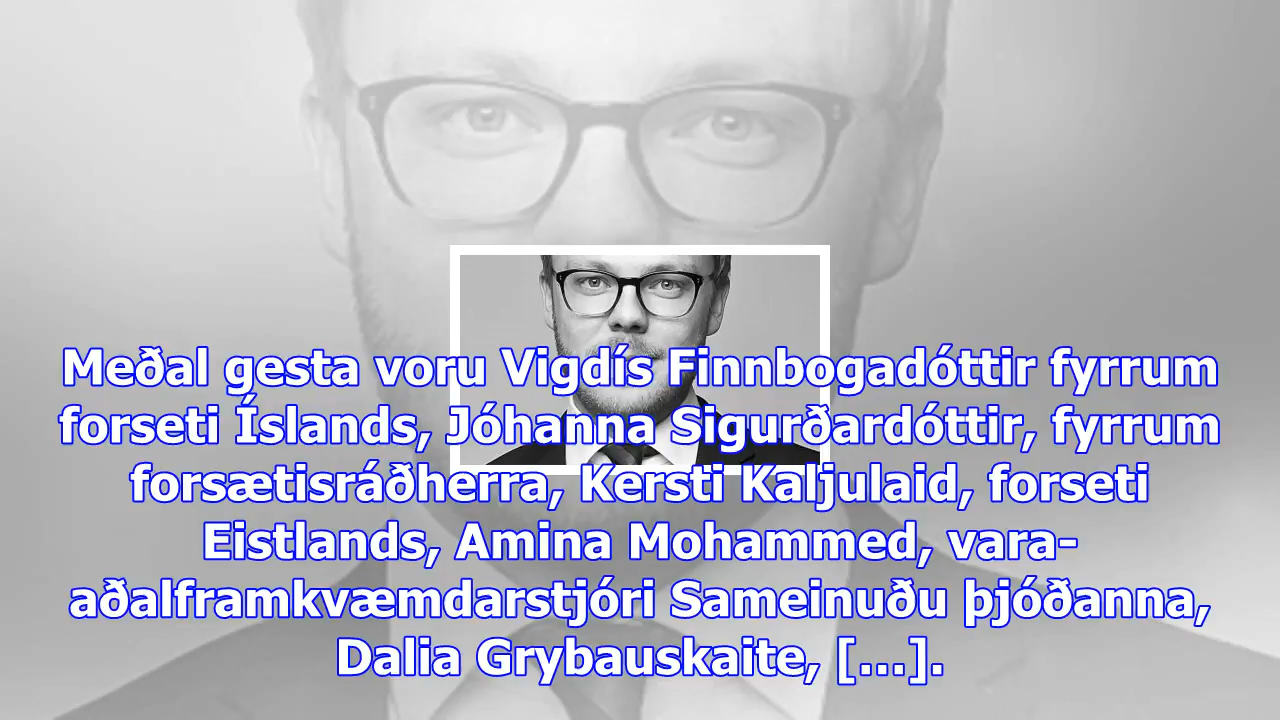 Meðal gesta voru Vigdís Finnbogadóttir fyrrum
forseti Íslands, Jóhanna Sigurðardóttir, fyrrum
forsætisráðherra, Kersti Kaljulaid, forseti
Eistlands, Amina Mohammed, vara-
aðalframkvæmdarstjóri Sameinuðu þjóðanna,
Dalia Grybauskaite, [...].